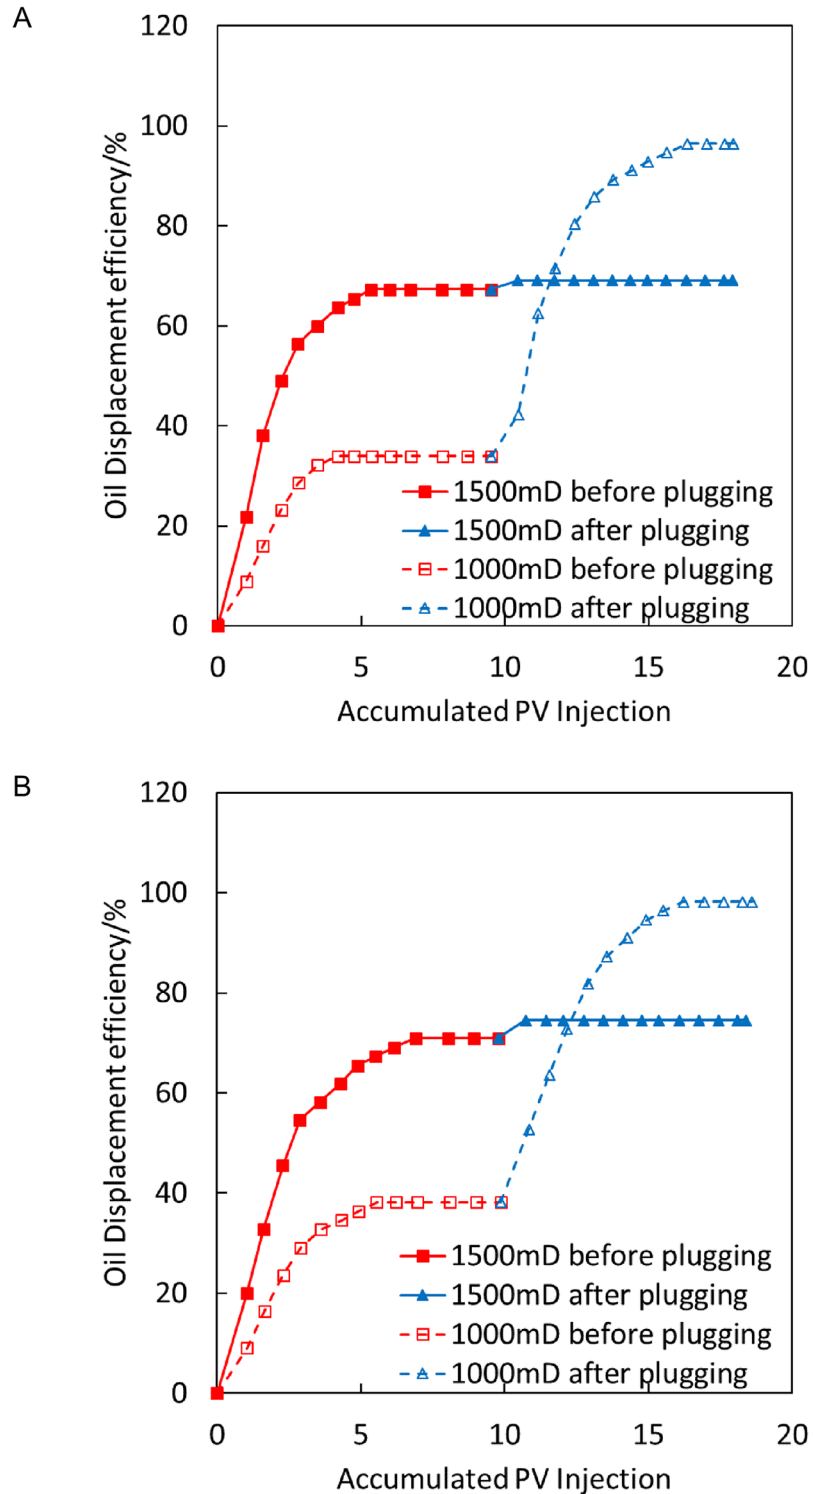 A
120
100
80
60
40
20
0
Oil Displacement efficiency/%
1500mD before plugging
1500mD after plugging
1000mD before plugging
1000mD after plugging
0 5 10 15 20
Accumulated PV Injection
B
120
100
80
60
40
20
0
Oil Displacement efficiency/%
1500mD before plugging
1500mD after plugging
1000mD before plugging
1000mD after plugging
0 5 10 15 20
Accumulated PV Injection